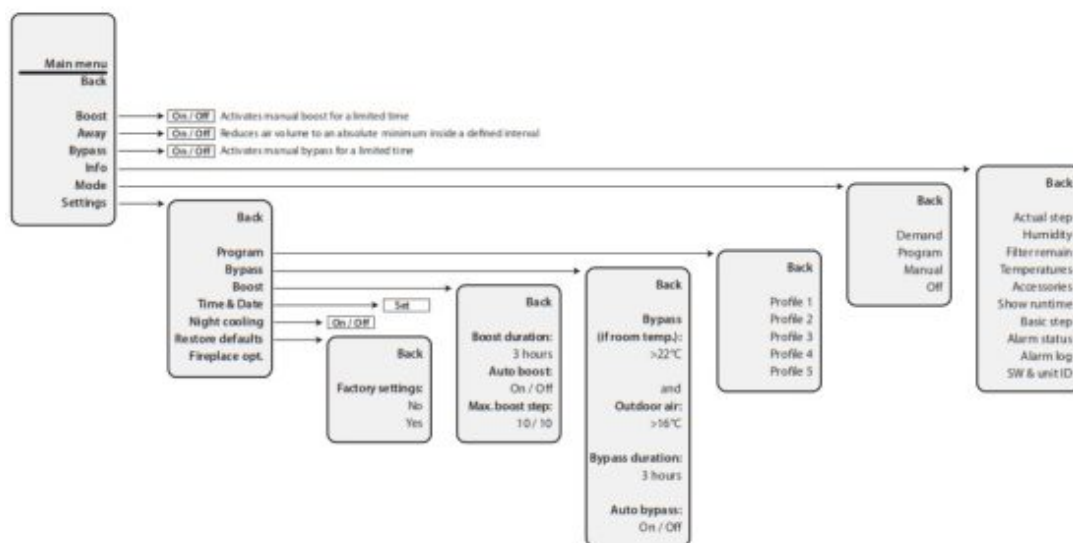 Main menu
Back
Boost
On / Off Activates manual boost for a limited time
Away
On / Off Reduces air volume to an absolute minimum inside a defined interval
Bypass
On / Off Activates manual bypass for a limited time
Info
Mode
Settings
Back
Program
Bypass
Boost
Time & Date
Set
Night cooling
On / Off
Restore defaults
Fireplace opt.
Back
Factory settings:
No
Yes
Back
Boost duration:
3 hours
Auto boost:
On / Off
Max. boost step:
10 / 10
Back
Bypass
(if room temp.):
>22°C
and
Outdoor air:
>16°C
Bypass duration:
3 hours
Auto bypass:
On / Off
Back
Profile 1
Profile 2
Profile 3
Profile 4
Profile 5
Back
Demand
Program
Manual
Off
Back
Actual step
Humidity
Filter remain
Temperatures
Accessories
Show runtime
Basic step
Alarm status
Alarm log
SW & unit ID